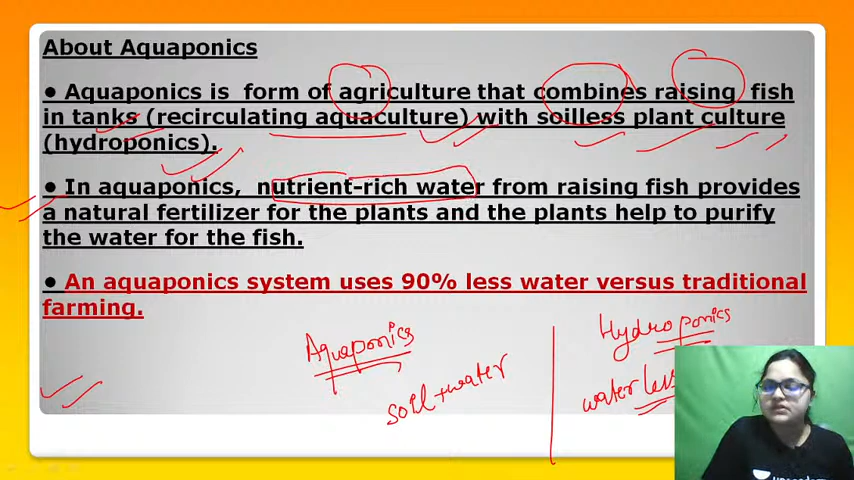 About Aquaponics
● Aquaponics is form of agriculture that combines raising fish
in tanks (recirculating aquaculture) with soilless plant culture
(hydroponics).
● In aquaponics, nutrient-rich water from raising fish provides
a natural fertilizer for the plants and the plants help to purify
the water for the fish.
● An aquaponics system uses 90% less water versus traditional
farming.
Aquaponics
soil+water
Hydroponics
water less